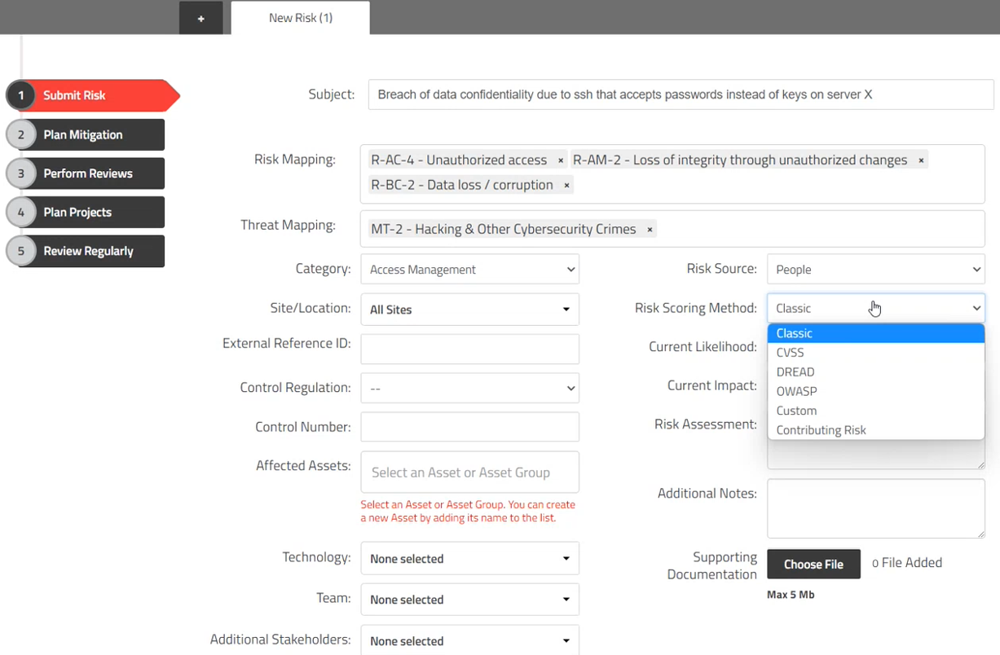 +
New Risk (1)
1 Submit Risk
2 Plan Mitigation
3 Perform Reviews
4 Plan Projects
5 Review Regularly
Subject: Breach of data confidentiality due to ssh that accepts passwords instead of keys on server X
Risk Mapping: R-AC-4 - Unauthorized access × R-AM-2 - Loss of integrity through unauthorized changes ×
R-BC-2 - Data loss / corruption ×
Threat Mapping: MT-2 - Hacking & Other Cybersecurity Crimes ×
Category: Access Management
Site/Location: All Sites
External Reference ID:
Control Regulation: --
Control Number:
Affected Assets: Select an Asset or Asset Group
Select an Asset or Asset Group. You can create
a new Asset by adding its name to the list.
Technology: None selected
Team: None selected
Additional Stakeholders: None selected
Risk Source: People
Risk Scoring Method: Classic
Classic
CVSS
DREAD
OWASP
Custom
Contributing Risk
Current Likelihood:
Current Impact:
Risk Assessment:
Additional Notes:
Supporting
Documentation
Choose File 0 File Added
Max 5 Mb